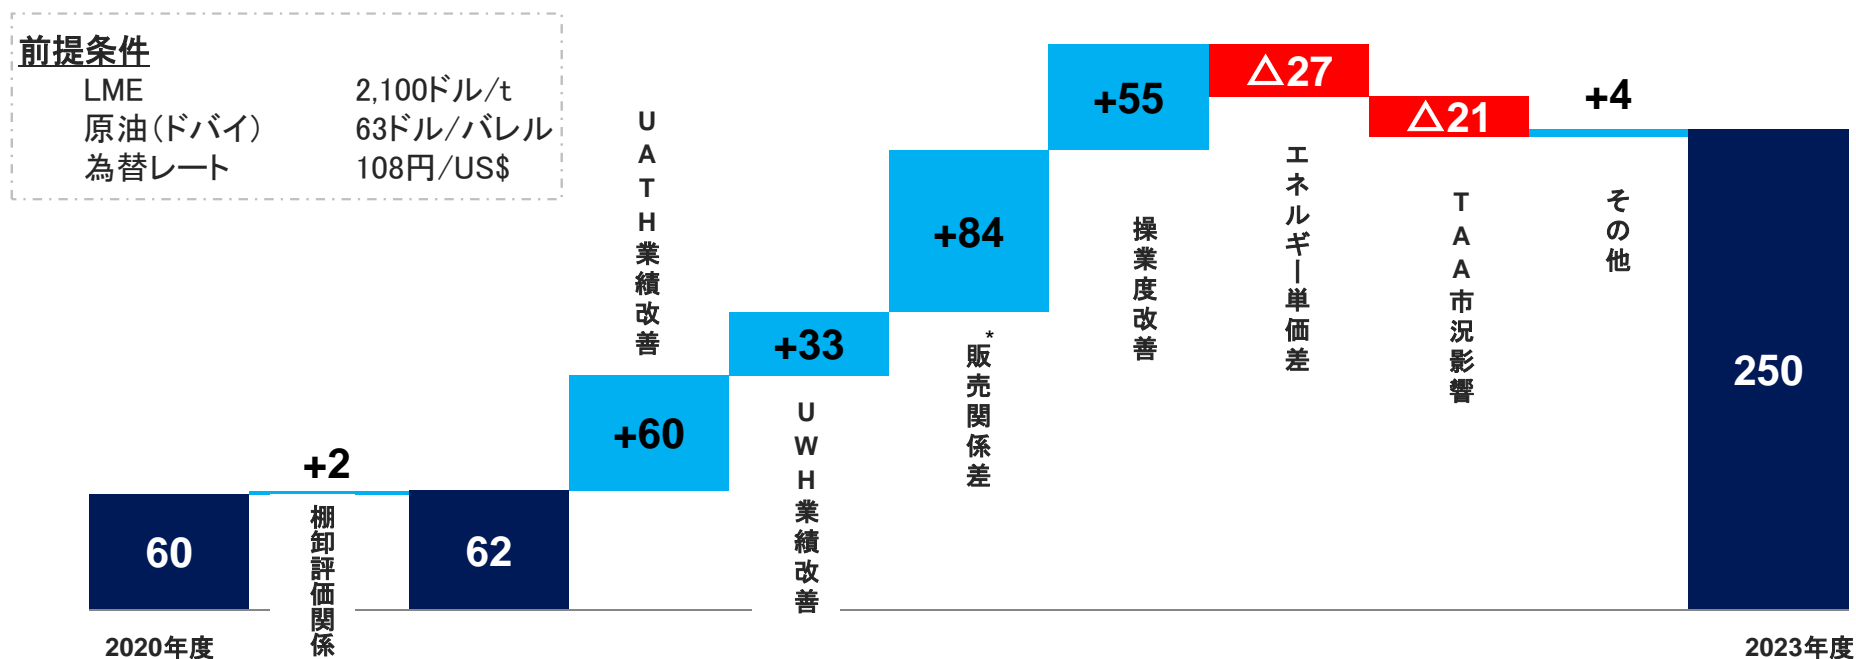 前提条件
LME 2,100ドル/t
原油(ドバイ) 63ドル/バレル
為替レート 108円/US$
60
+2
棚卸評価関係
62
+60
UATH業績改善
+33
UWH業績改善
+84
*
販売関係差
+55
操業度改善
△27
エネルギー単価差
△21
TAA市況影響
+4
その他
250
2020年度
2023年度